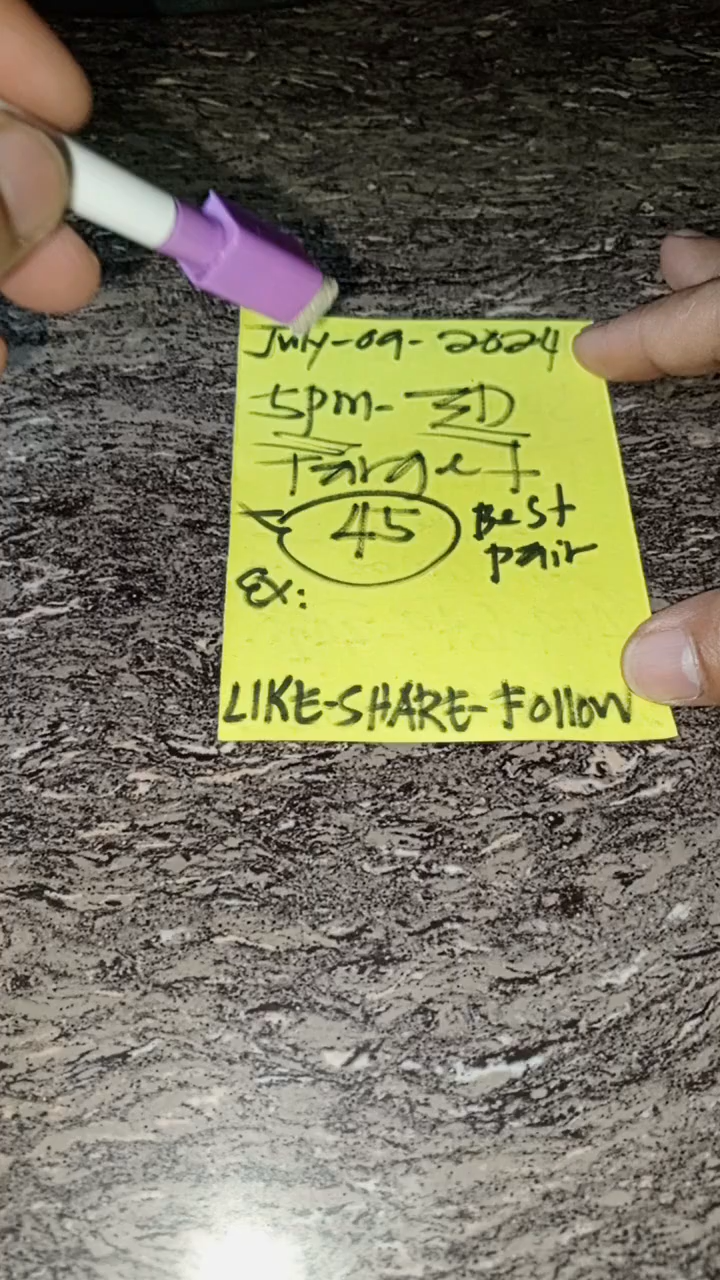 July-09-2024
5pm-3D
Target
45 Best pair
Ex:
LIKE-SHARE-Follow